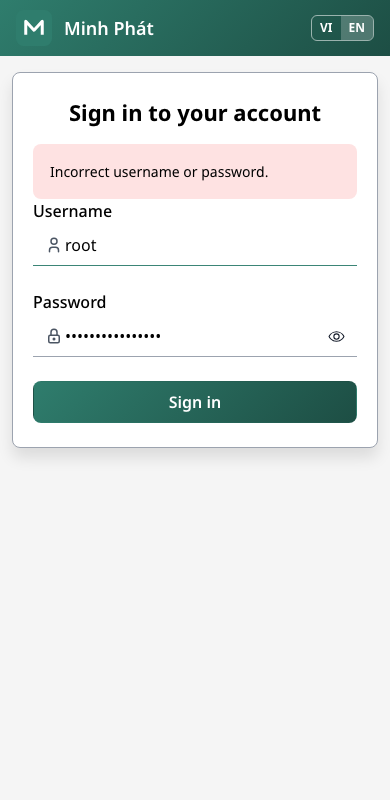 Minh Phát
VI EN
Sign in to your account
Incorrect username or password.
Username
root
Password
••••••••••••••••
Sign in